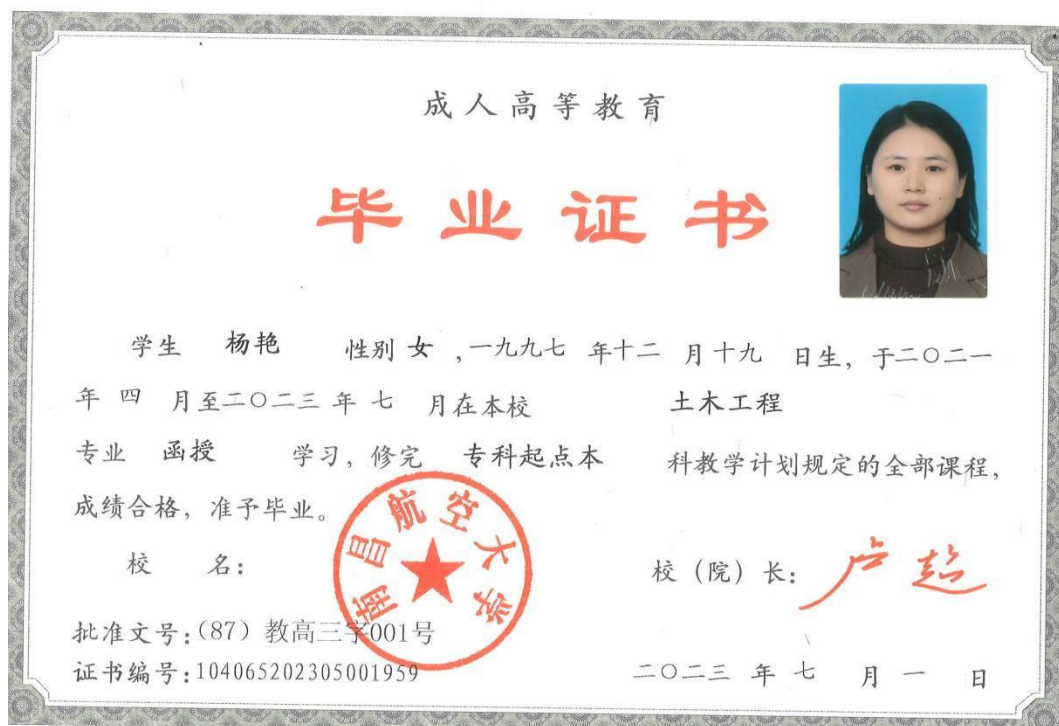 成人高等教育
毕业证书
学生 杨艳 性别 女 ,一九九七 年十二 月十九 日生, 于二〇二一
年 四 月至二〇二三 年 七 月在本校 土木工程
专业 函授 学习, 修完 专科起点本 科教学计划规定的全部课程,
成绩合格, 准予毕业。
南昌航空大学
校 名: 校（院）长: 卢超
批准文号:(87）教高三字001号
证书编号:104065202305001959 二〇二三 年 七 月 一 日